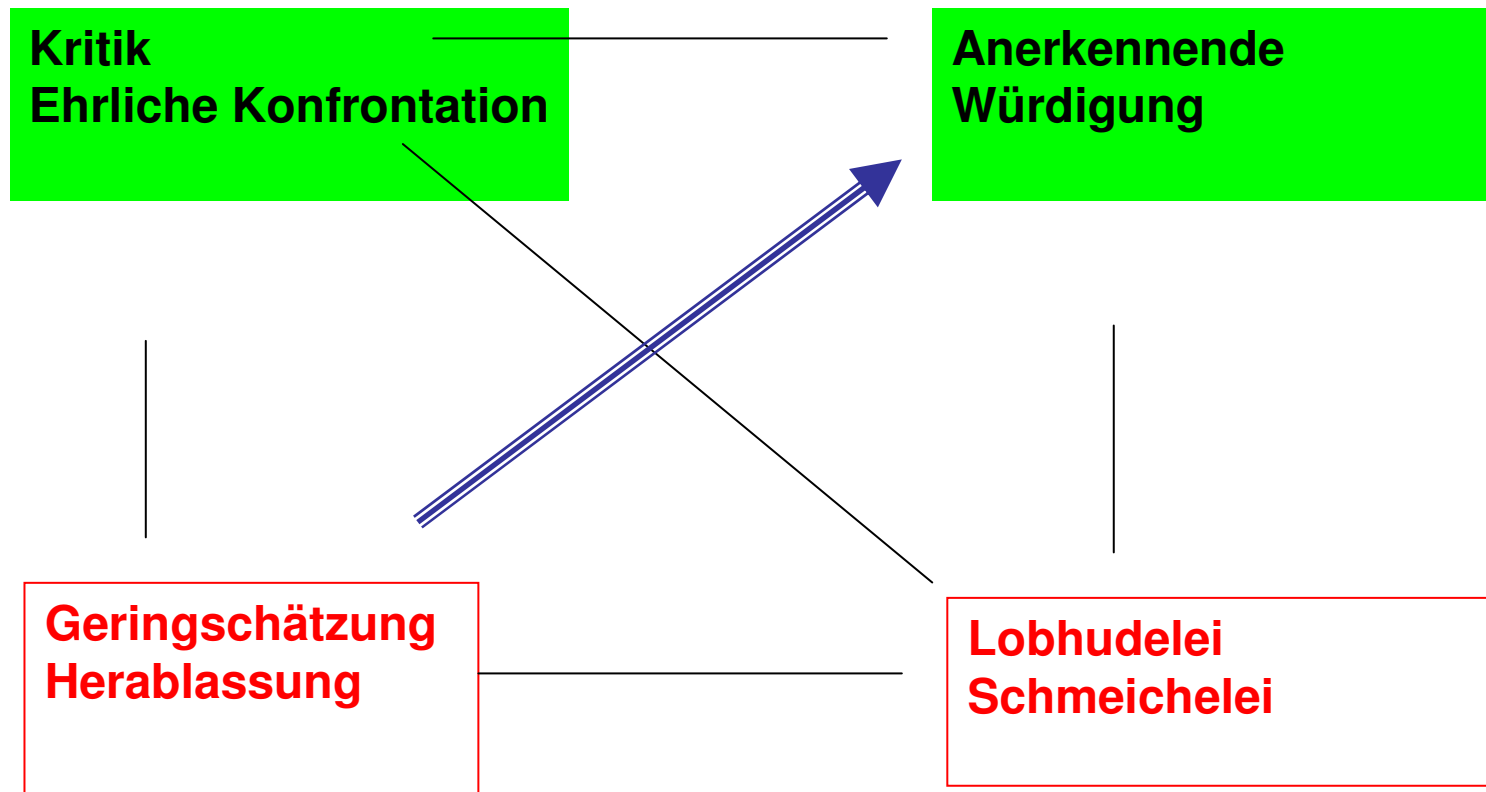 Kritik
Ehrliche Konfrontation
Anerkennende
Würdigung
Geringschätzung
Herablassung
Lobhudelei
Schmeichelei